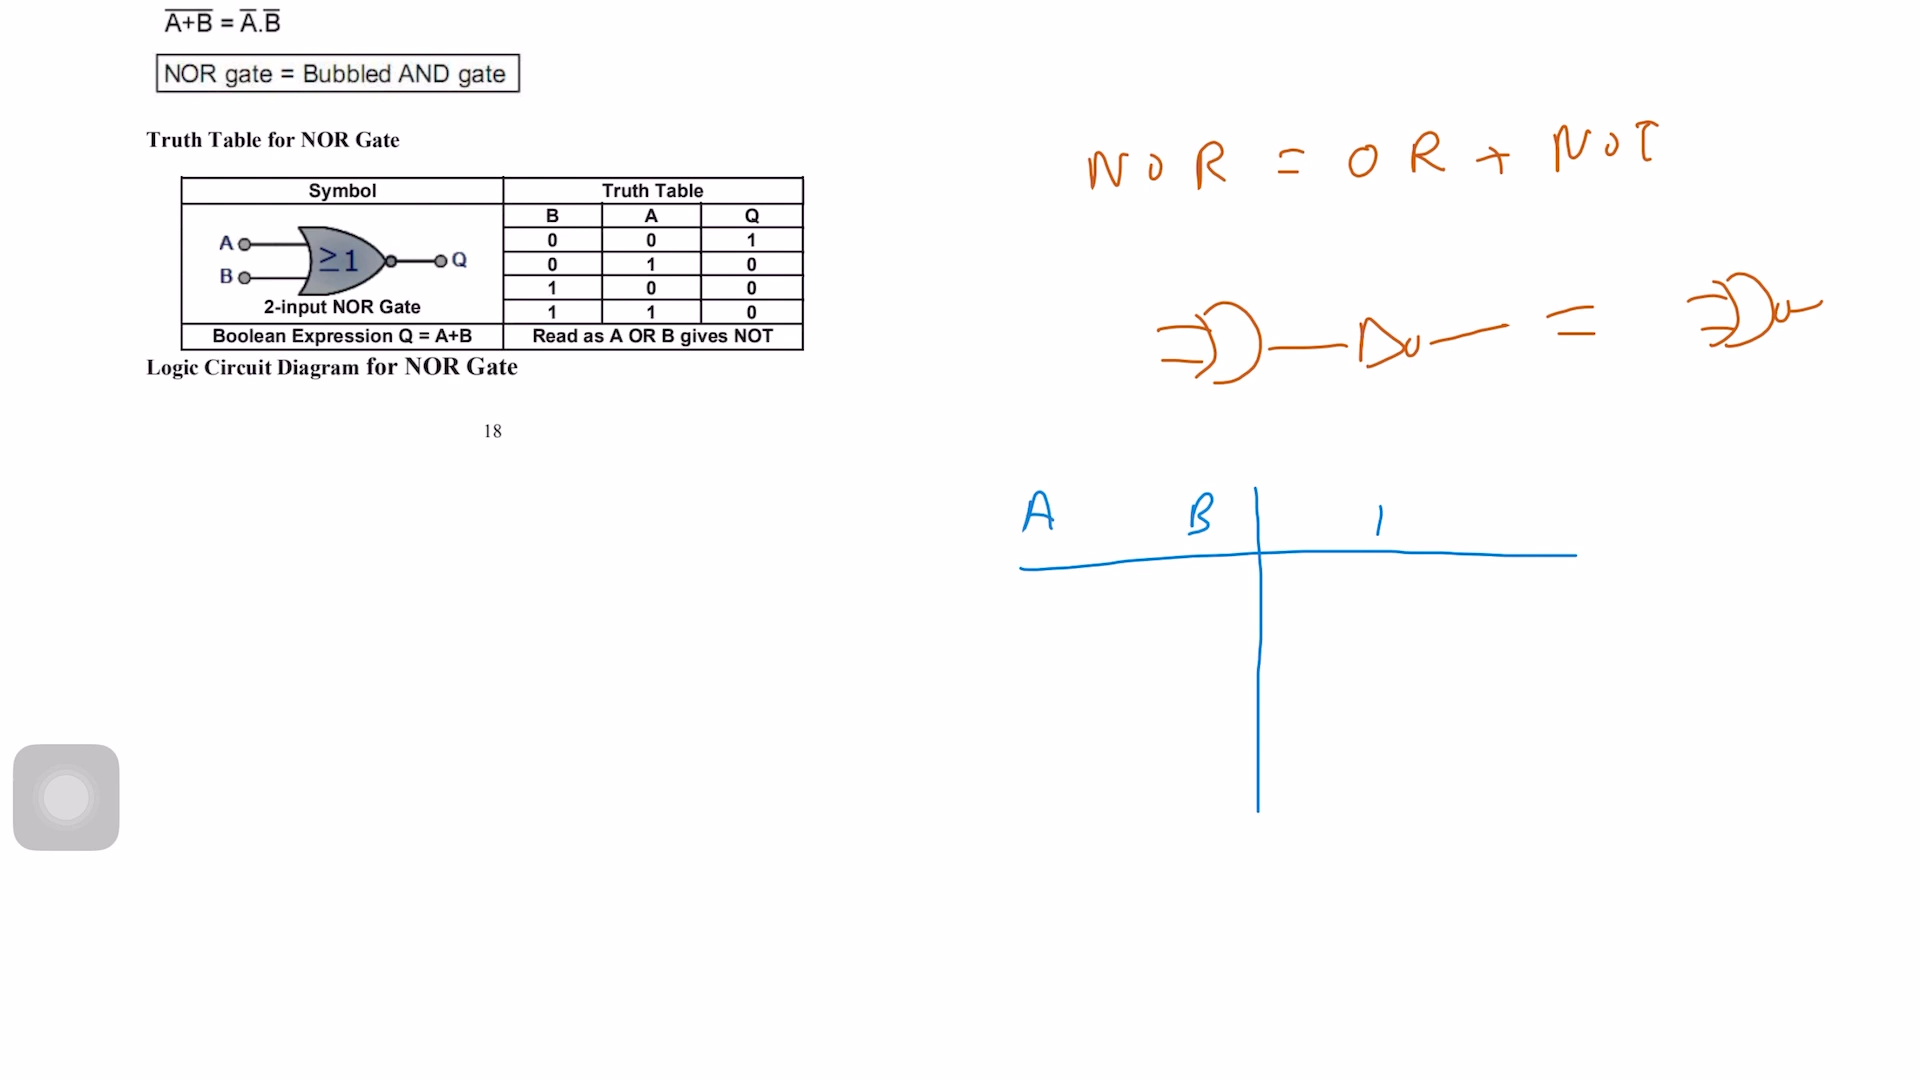 A̅+̅B̅ = A̅.B̅
NOR gate = Bubbled AND gate
Truth Table for NOR Gate
Symbol Truth Table
B A Q
A B ≥1 Q
0 0 1
0 1 0
1 0 0
1 1 0
2-input NOR Gate
Boolean Expression Q = A+B Read as A OR B gives NOT
Logic Circuit Diagram for NOR Gate
18
NOR = OR + NOT
=
A B 1